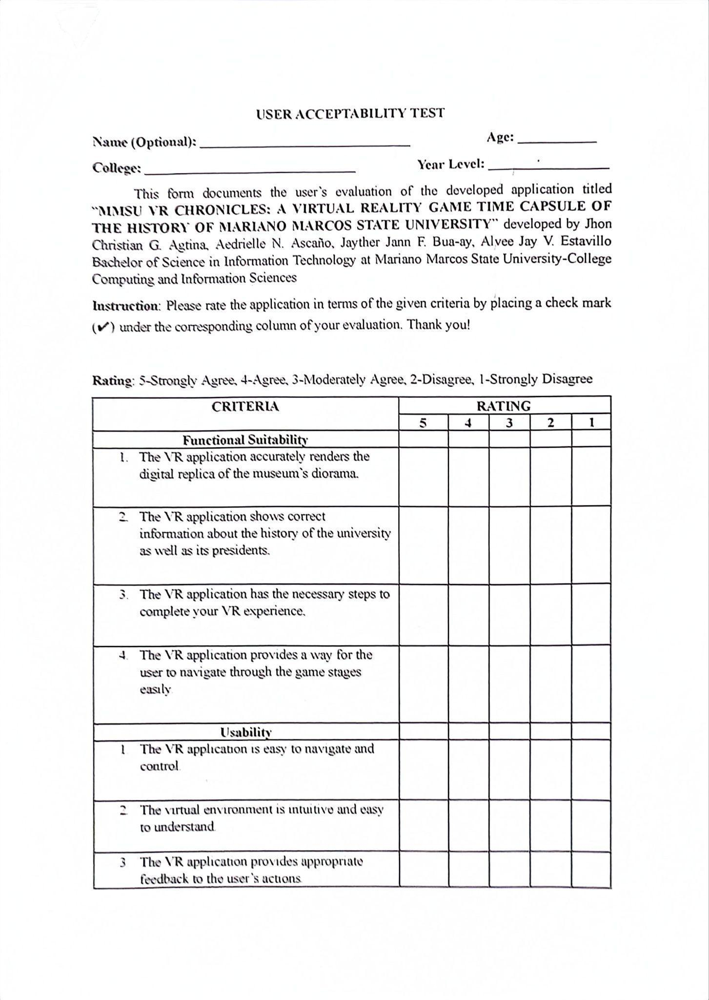 USER ACCEPTABILITY TEST
Name (Optional): ____________________ Age: __________
College: ____________________ Year Level: __________
This form documents the user's evaluation of the developed application titled
"MMSU VR CHRONICLES: A VIRTUAL REALITY GAME TIME CAPSULE OF
THE HISTORY OF MARIANO MARCOS STATE UNIVERSITY" developed by Jhon
Christian G. Agtina, Aedrielle N. Ascaño, Jayther Jann F. Bua-ay, Alvee Jay V. Estavillo
Bachelor of Science in Information Technology at Mariano Marcos State University-College
Computing and Information Sciences
Instruction: Please rate the application in terms of the given criteria by placing a check mark
(✔) under the corresponding column of your evaluation. Thank you!
Rating: 5-Strongly Agree, 4-Agree, 3-Moderately Agree, 2-Disagree, 1-Strongly Disagree
CRITERIA RATING
5 4 3 2 1
Functional Suitability
1. The VR application accurately renders the
digital replica of the museum's diorama.
2. The VR application shows correct
information about the history of the university
as well as its presidents.
3. The VR application has the necessary steps to
complete your VR experience.
4. The VR application provides a way for the
user to navigate through the game stages
easily.
Usability
1. The VR application is easy to navigate and
control.
2. The virtual environment is intuitive and easy
to understand.
3. The VR application provides appropriate
feedback to the user's actions.